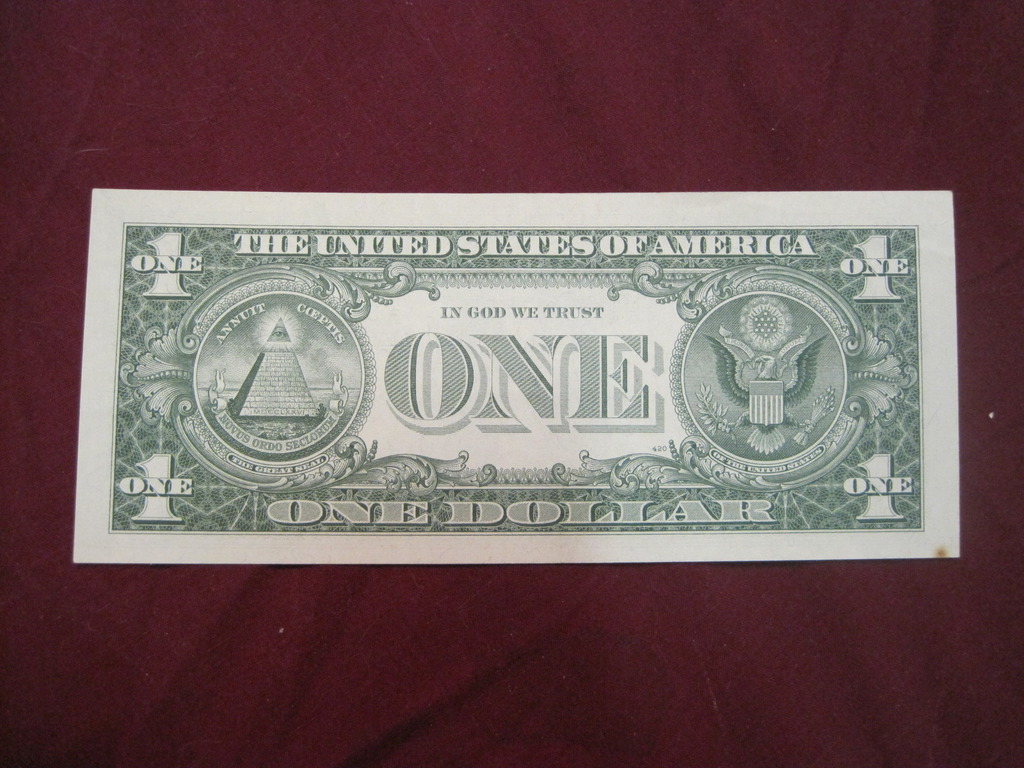 THE UNITED STATES OF AMERICA
1
ONE
1
ONE
ANNUIT CŒPTIS
IN GOD WE TRUST
ONE
MDCCLXXVI
NOVUS ORDO SECLORUM
THE GREAT SEAL
420
OF THE UNITED STATES
1
ONE
1
ONE
ONE DOLLAR